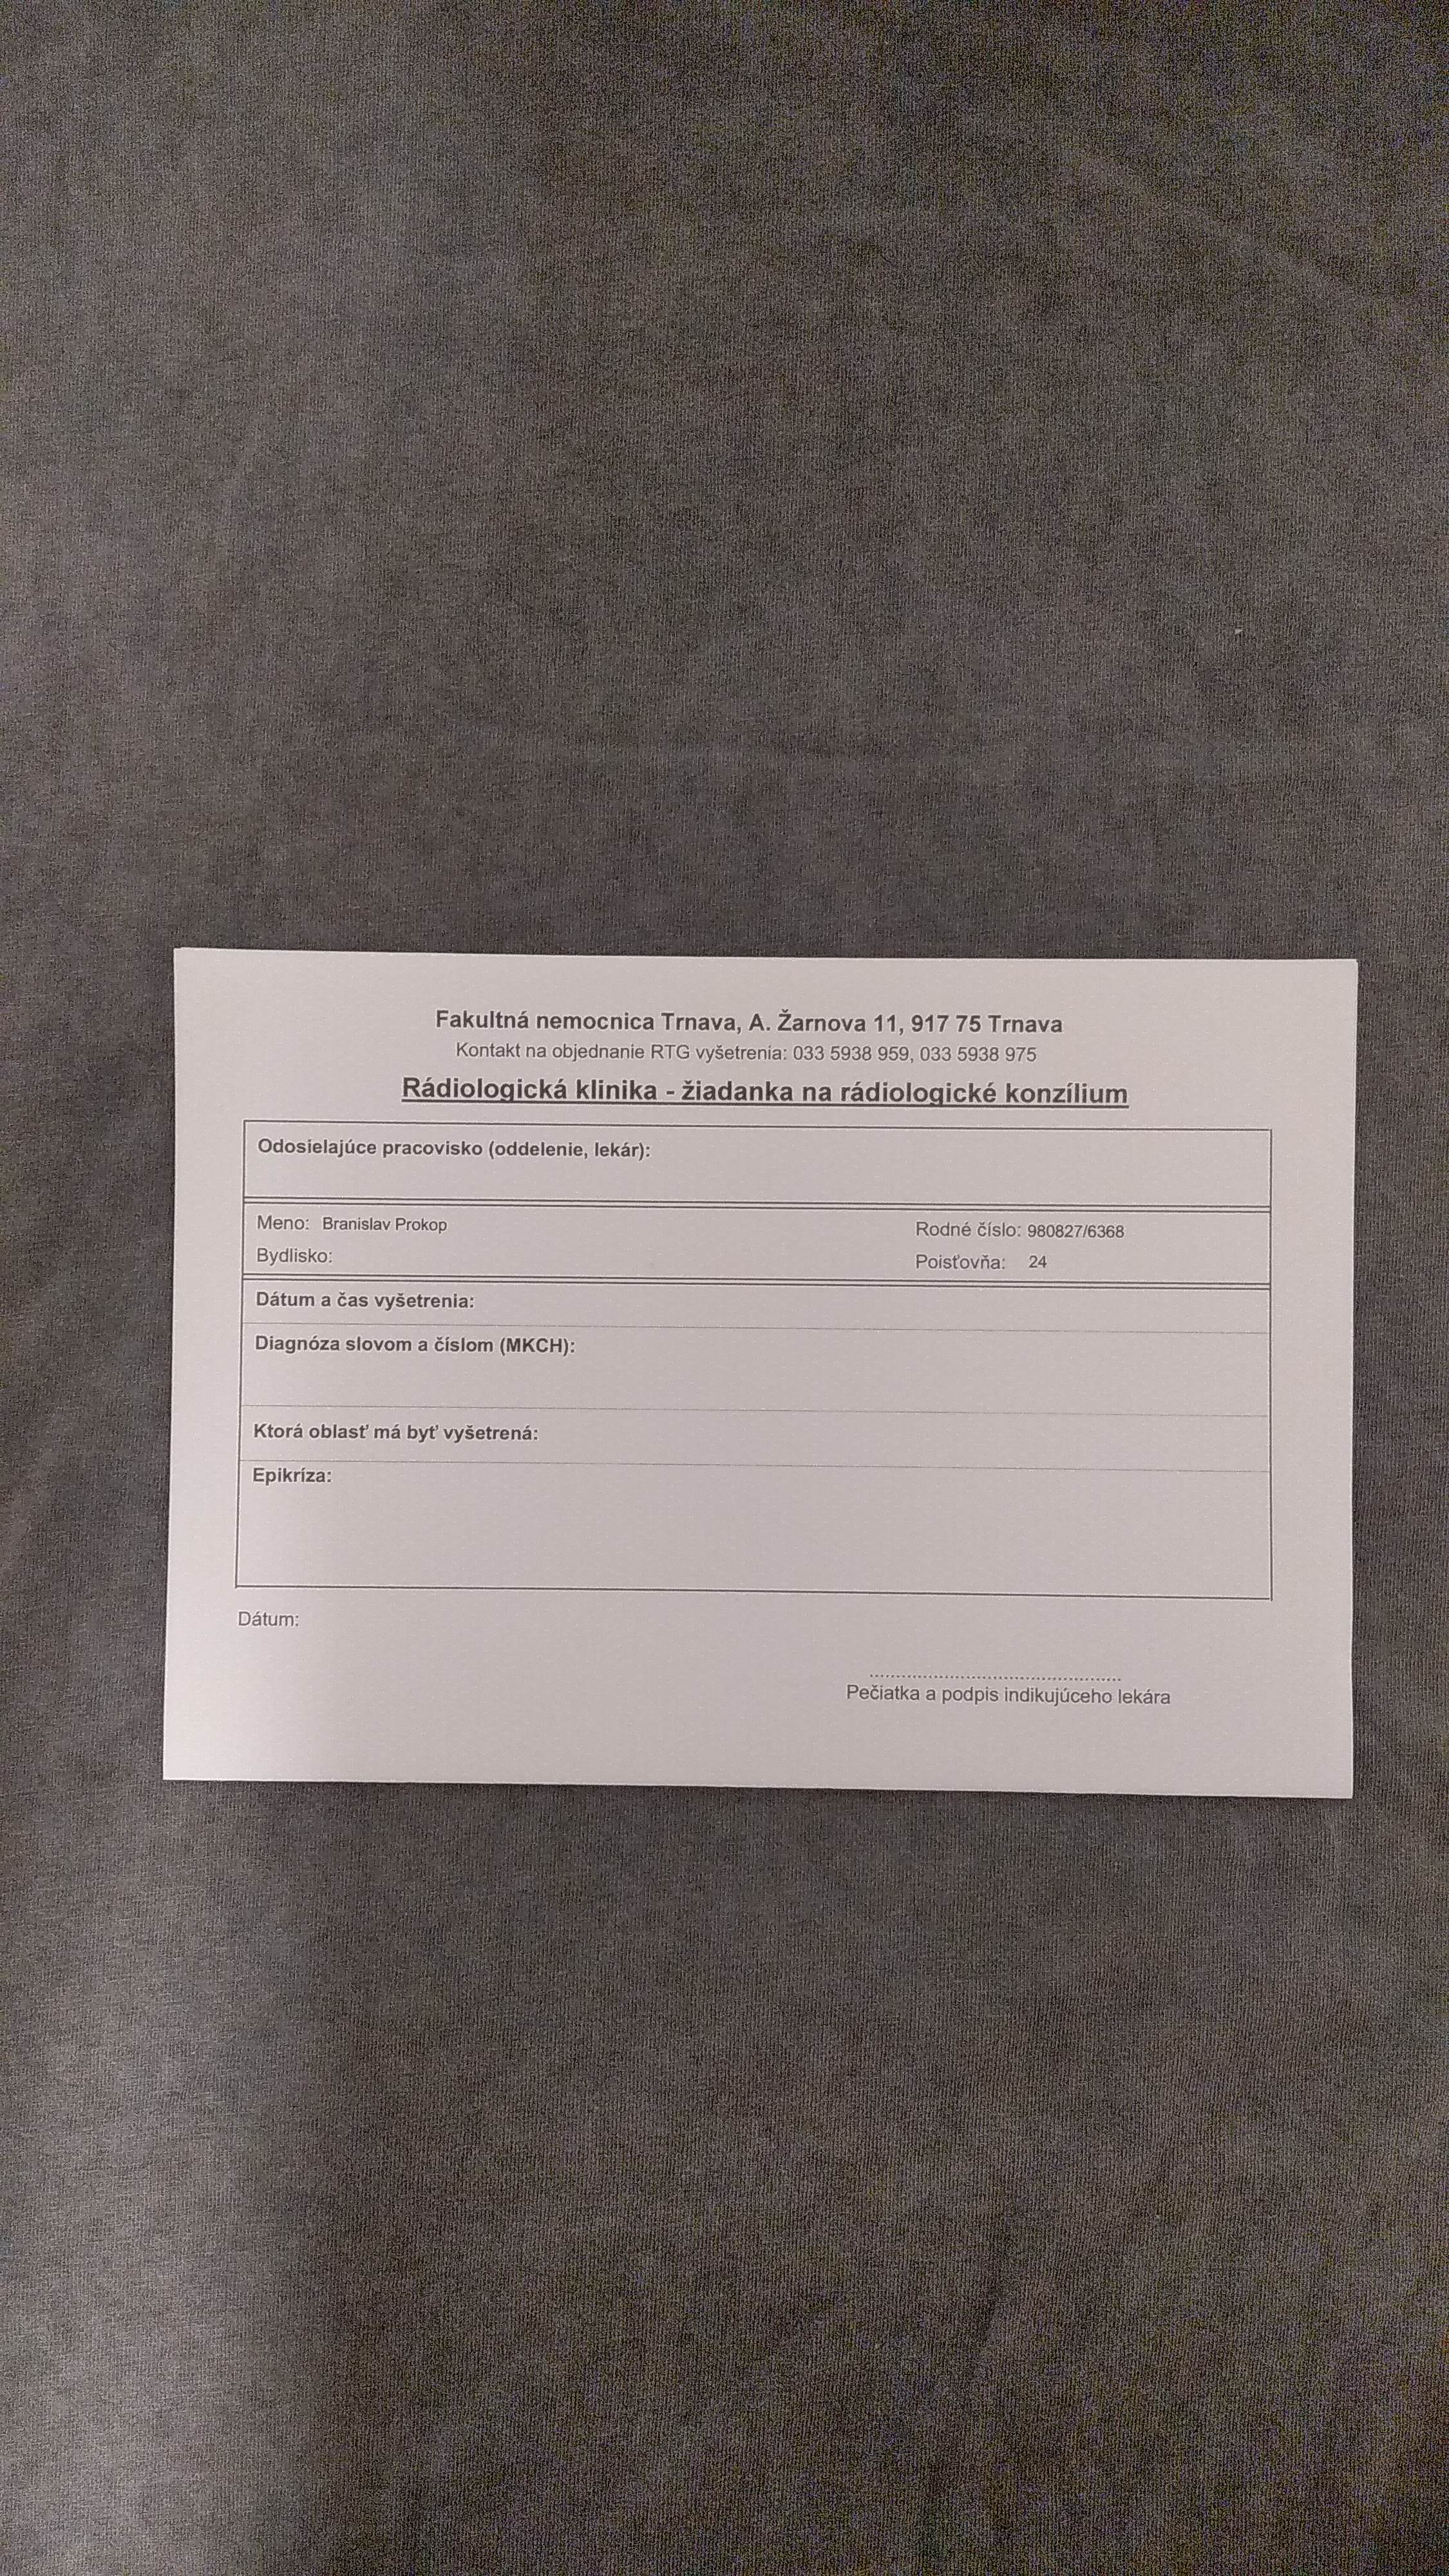 Fakultná nemocnica Trnava, A. Žarnova 11, 917 75 Trnava
Kontakt na objednanie RTG vyšetrenia: 033 5938 959, 033 5938 975
Rádiologická klinika - žiadanka na rádiologické konzílium
Odosielajúce pracovisko (oddelenie, lekár):
Meno: Branislav Prokop Rodné číslo: 980827/6368
Bydlisko: Poisťovňa: 24
Dátum a čas vyšetrenia:
Diagnóza slovom a číslom (MKCH):
Ktorá oblasť má byť vyšetrená:
Epikríza:
Dátum:
Pečiatka a podpis indikujúceho lekára